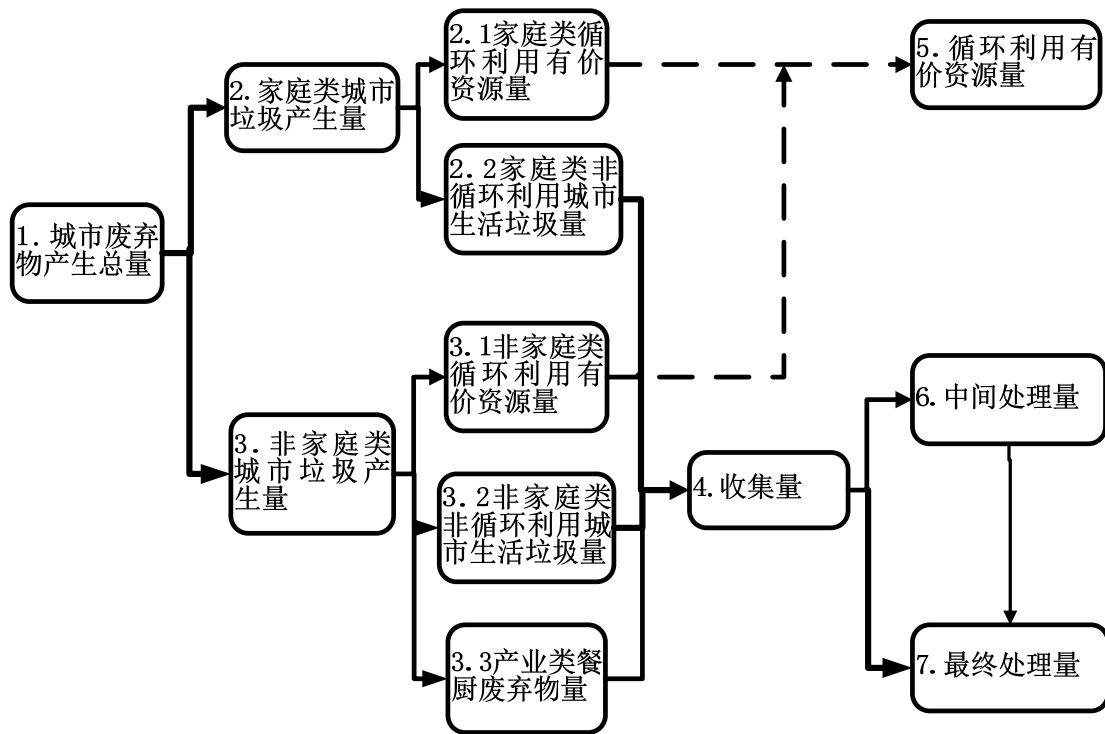 2.1家庭类循
环利用有价
资源量
5.循环利用有
价资源量
2.家庭类城市
垃圾产生量
2.2家庭类非
循环利用城市
生活垃圾量
1.城市废弃
物产生总量
3.1非家庭类
循环利用有
价资源量
6.中间处理量
3.非家庭类
城市垃圾产
生量
4.收集量
3.2非家庭类
非循环利用城
市生活垃圾量
3.3产业类餐
厨废弃物量
7.最终处理量